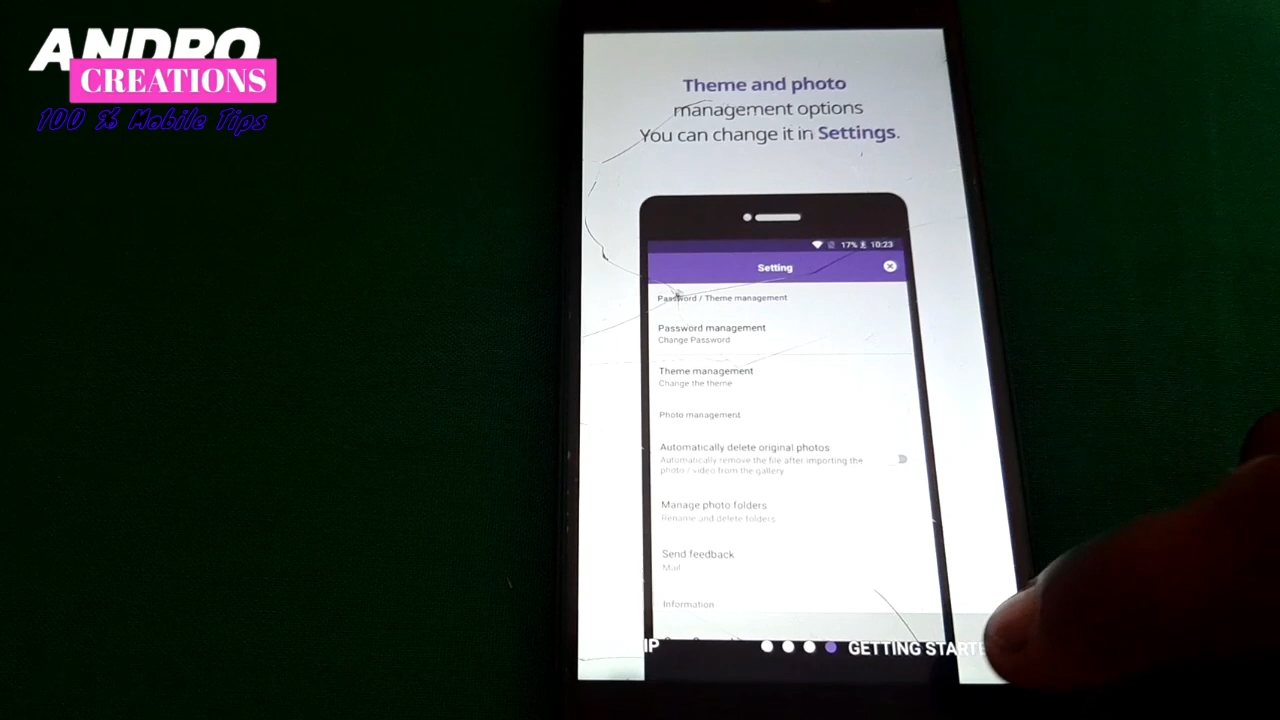 ANDRO
CREATIONS
100 % Mobile Tips
Theme and photo
management options
You can change it in Settings.
17% 10:23
Setting
Password / Theme management
Password management
Change Password
Theme management
Change the theme
Photo management
Automatically delete original photos
Automatically remove the file after importing the
photo / video from the gallery
Manage photo folders
Rename and delete folders
Send feedback
Mail
Information
IP
GETTING STARTE